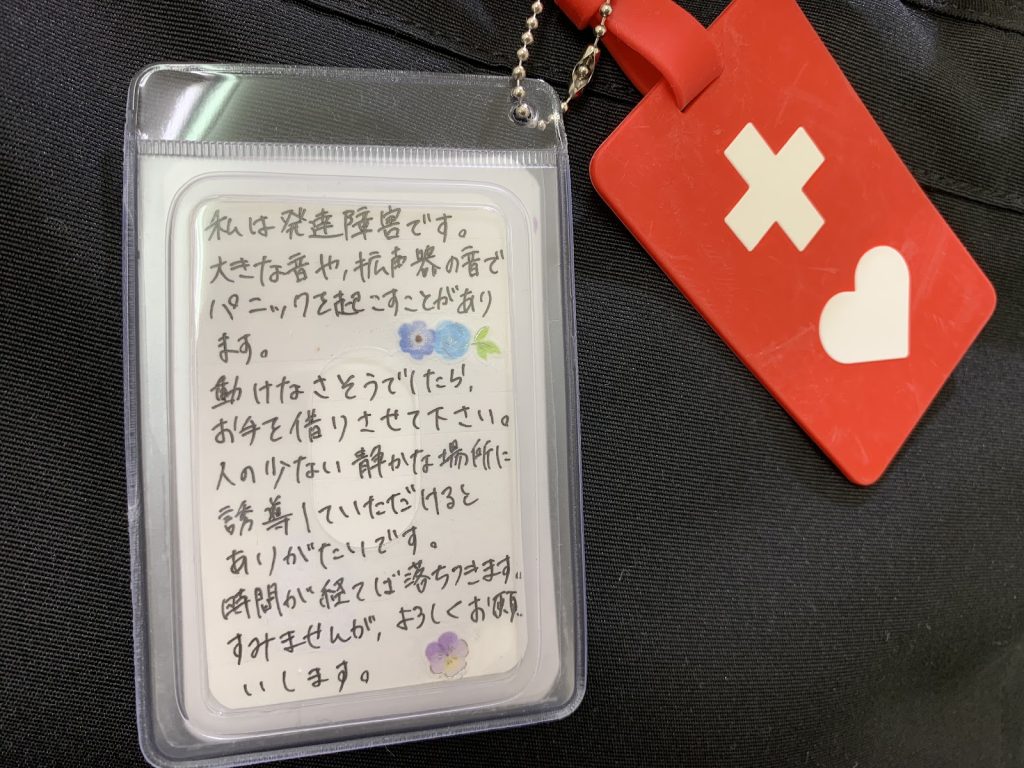 私は発達障害です。
大きな音や,拡声器の音で
パニックを起こすことがあり
ます。
動けなさそうでしたら,
お手を借りさせて下さい。
人の少ない静かな場所に
誘導していただけると
ありがたいです。
時間が経てば落ちつきます。
すみませんが,よろしくお願
いします。